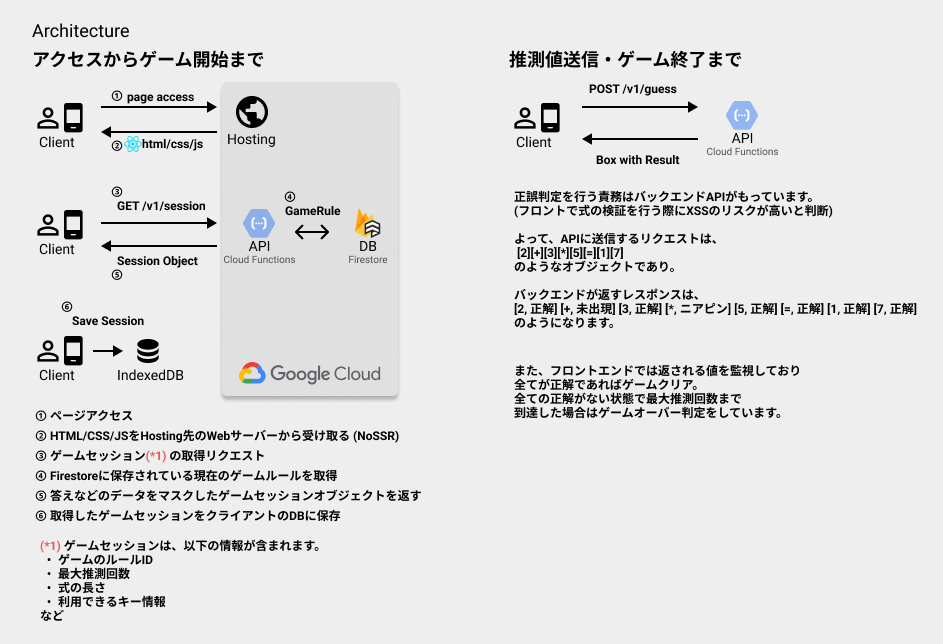 Architecture
アクセスからゲーム開始まで
① page access
Client
② html/css/js
Hosting
③
GET /v1/session
④
GameRule
Client
API
Cloud Functions
DB
Firestore
Session Object
⑤
⑥
Save Session
Client
IndexedDB
Google Cloud
① ページアクセス
② HTML/CSS/JSをHosting先のWebサーバーから受け取る (NoSSR)
③ ゲームセッション(*1) の取得リクエスト
④ Firestoreに保存されている現在のゲームルールを取得
⑤ 答えなどのデータをマスクしたゲームセッションオブジェクトを返す
⑥ 取得したゲームセッションをクライアントのDBに保存
(*1) ゲームセッションは、以下の情報が含まれます。
・ ゲームのルールID
・ 最大推測回数
・ 式の長さ
・ 利用できるキー情報
など
推測値送信・ゲーム終了まで
POST /v1/guess
Client
API
Cloud Functions
Box with Result
正誤判定を行う責務はバックエンドAPIがもっています。
(フロントで式の検証を行う際にXSSのリスクが高いと判断)
よって、APIに送信するリクエストは、
[2][+][3][*][5][=][1][7]
のようなオブジェクトであり。
バックエンドが返すレスポンスは、
[2, 正解] [+, 未出現] [3, 正解] [*, ニアピン] [5, 正解] [=, 正解] [1, 正解] [7, 正解]
のようになります。
また、フロントエンドでは返される値を監視しており
全てが正解であればゲームクリア。
全ての正解がない状態で最大推測回数まで
到達した場合はゲームオーバー判定をしています。